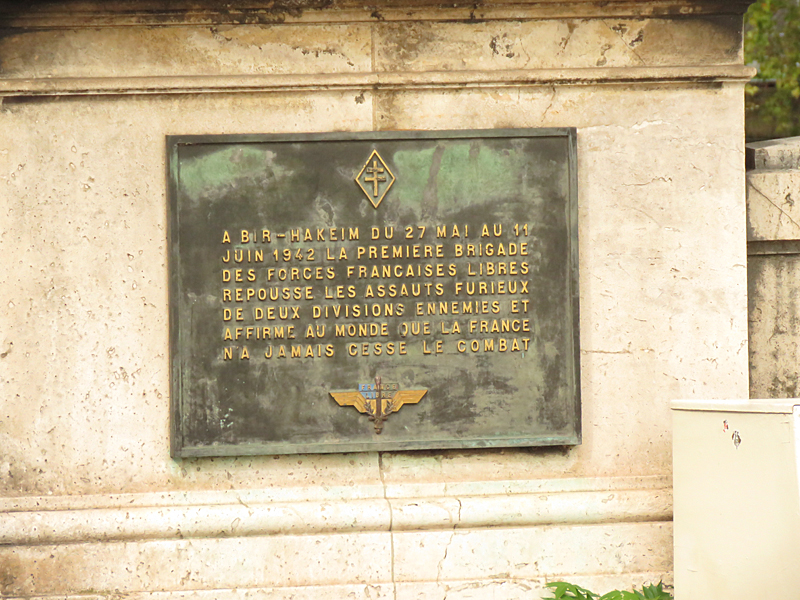 A BIR-HAKEIM DU 27 MAI AU 11
JUIN 1942 LA PREMIERE BRIGADE
DES FORCES FRANCAISES LIBRES
REPOUSSE LES ASSAUTS FURIEUX
DE DEUX DIVISIONS ENNEMIES ET
AFFIRME AU MONDE QUE LA FRANCE
N'A JAMAIS CESSE LE COMBAT